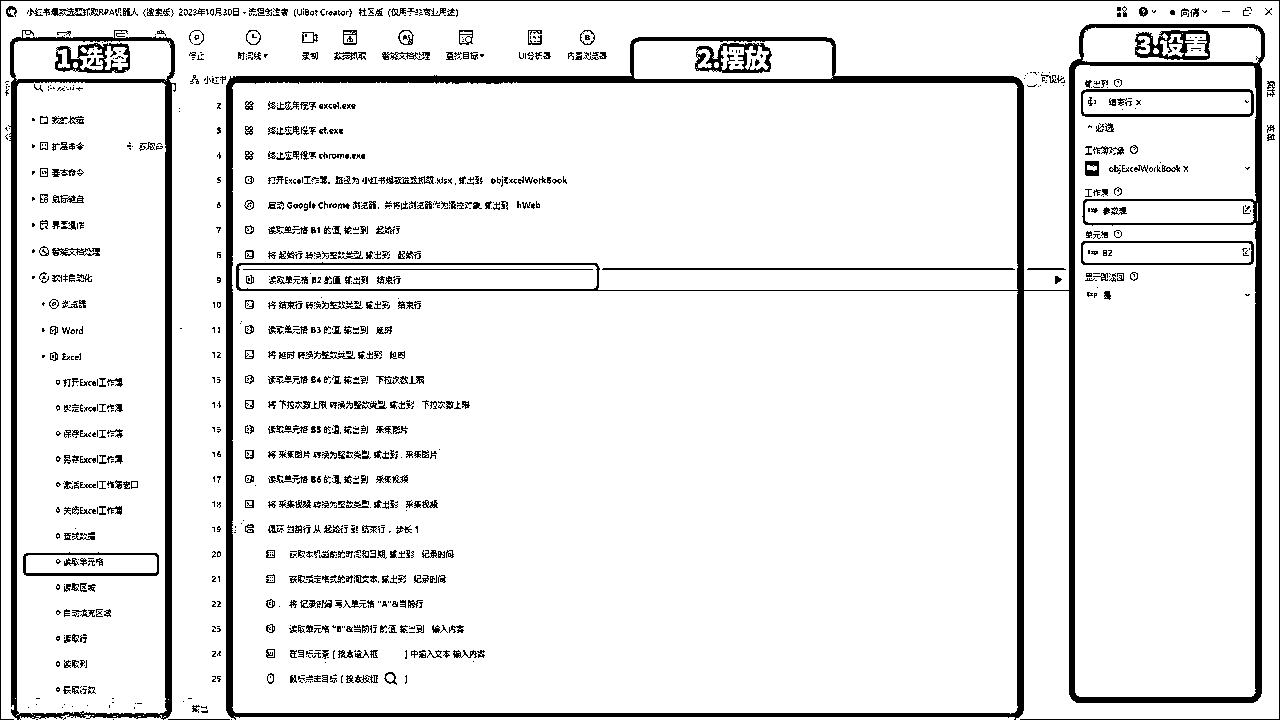 小红书爆款选题抓取RPA机器人（搜索版）2023年10月30日 - 流程创造者（UiBot Creator） 社区版（仅用于非商业用途）
停止
时间线
录制
数据抓取
智能文档处理
查找目标
UI分析器
内置浏览器
1.选择
2.摆放
3.设置
小红书
可视化
我的收藏
扩展命令
获取命
基本命令
鼠标键盘
界面操作
智能文档处理
软件自动化
浏览器
Word
Excel
打开Excel工作簿
绑定Excel工作簿
保存Excel工作簿
另存Excel工作簿
激活Excel工作簿窗口
关闭Excel工作簿
查找数据
读取单元格
读取区域
自动填充区域
读取行
读取列
获取行数
2 终止应用程序 excel.exe
3 终止应用程序 et.exe
4 终止应用程序 chrome.exe
5 打开Excel工作簿，路径为 小红书爆款选题抓取.xlsx，输出到 objExcelWorkBook
6 启动 Google Chrome 浏览器，并将此浏览器作为操控对象，输出到 hWeb
7 读取单元格 B1 的值, 输出到 起始行
8 将 起始行 转换为整数类型, 输出到 起始行
9 读取单元格 B2 的值, 输出到 结束行
10 将 结束行 转换为整数类型, 输出到 结束行
11 读取单元格 B3 的值, 输出到 延时
12 将 延时 转换为整数类型, 输出到 延时
13 读取单元格 B4 的值, 输出到 下拉次数上限
14 将 下拉次数上限 转换为整数类型, 输出到 下拉次数上限
15 读取单元格 B5 的值, 输出到 采集图片
16 将 采集图片 转换为整数类型, 输出到 采集图片
17 读取单元格 B6 的值, 输出到 采集视频
18 将 采集视频 转换为整数类型, 输出到 采集视频
19 循环 当前行 从 起始行 到 结束行，步长 1
20 获取本机当前的时间和日期, 输出到 记录时间
21 获取指定格式的时间文本, 输出到 记录时间
22 将 记录时间 写入单元格 "A"&当前行
23 读取单元格 "B"&当前行 的值, 输出到 输入内容
24 在目标元素 [ 搜索输入框 ] 中输入文本 输入内容
25 鼠标点击目标 [ 搜索按钮 ]
输出
输出到
结束行 X
必选
工作簿对象
objExcelWorkBook X
工作表
Exp 参数表
单元格
Exp B2
显示即返回
Exp 是